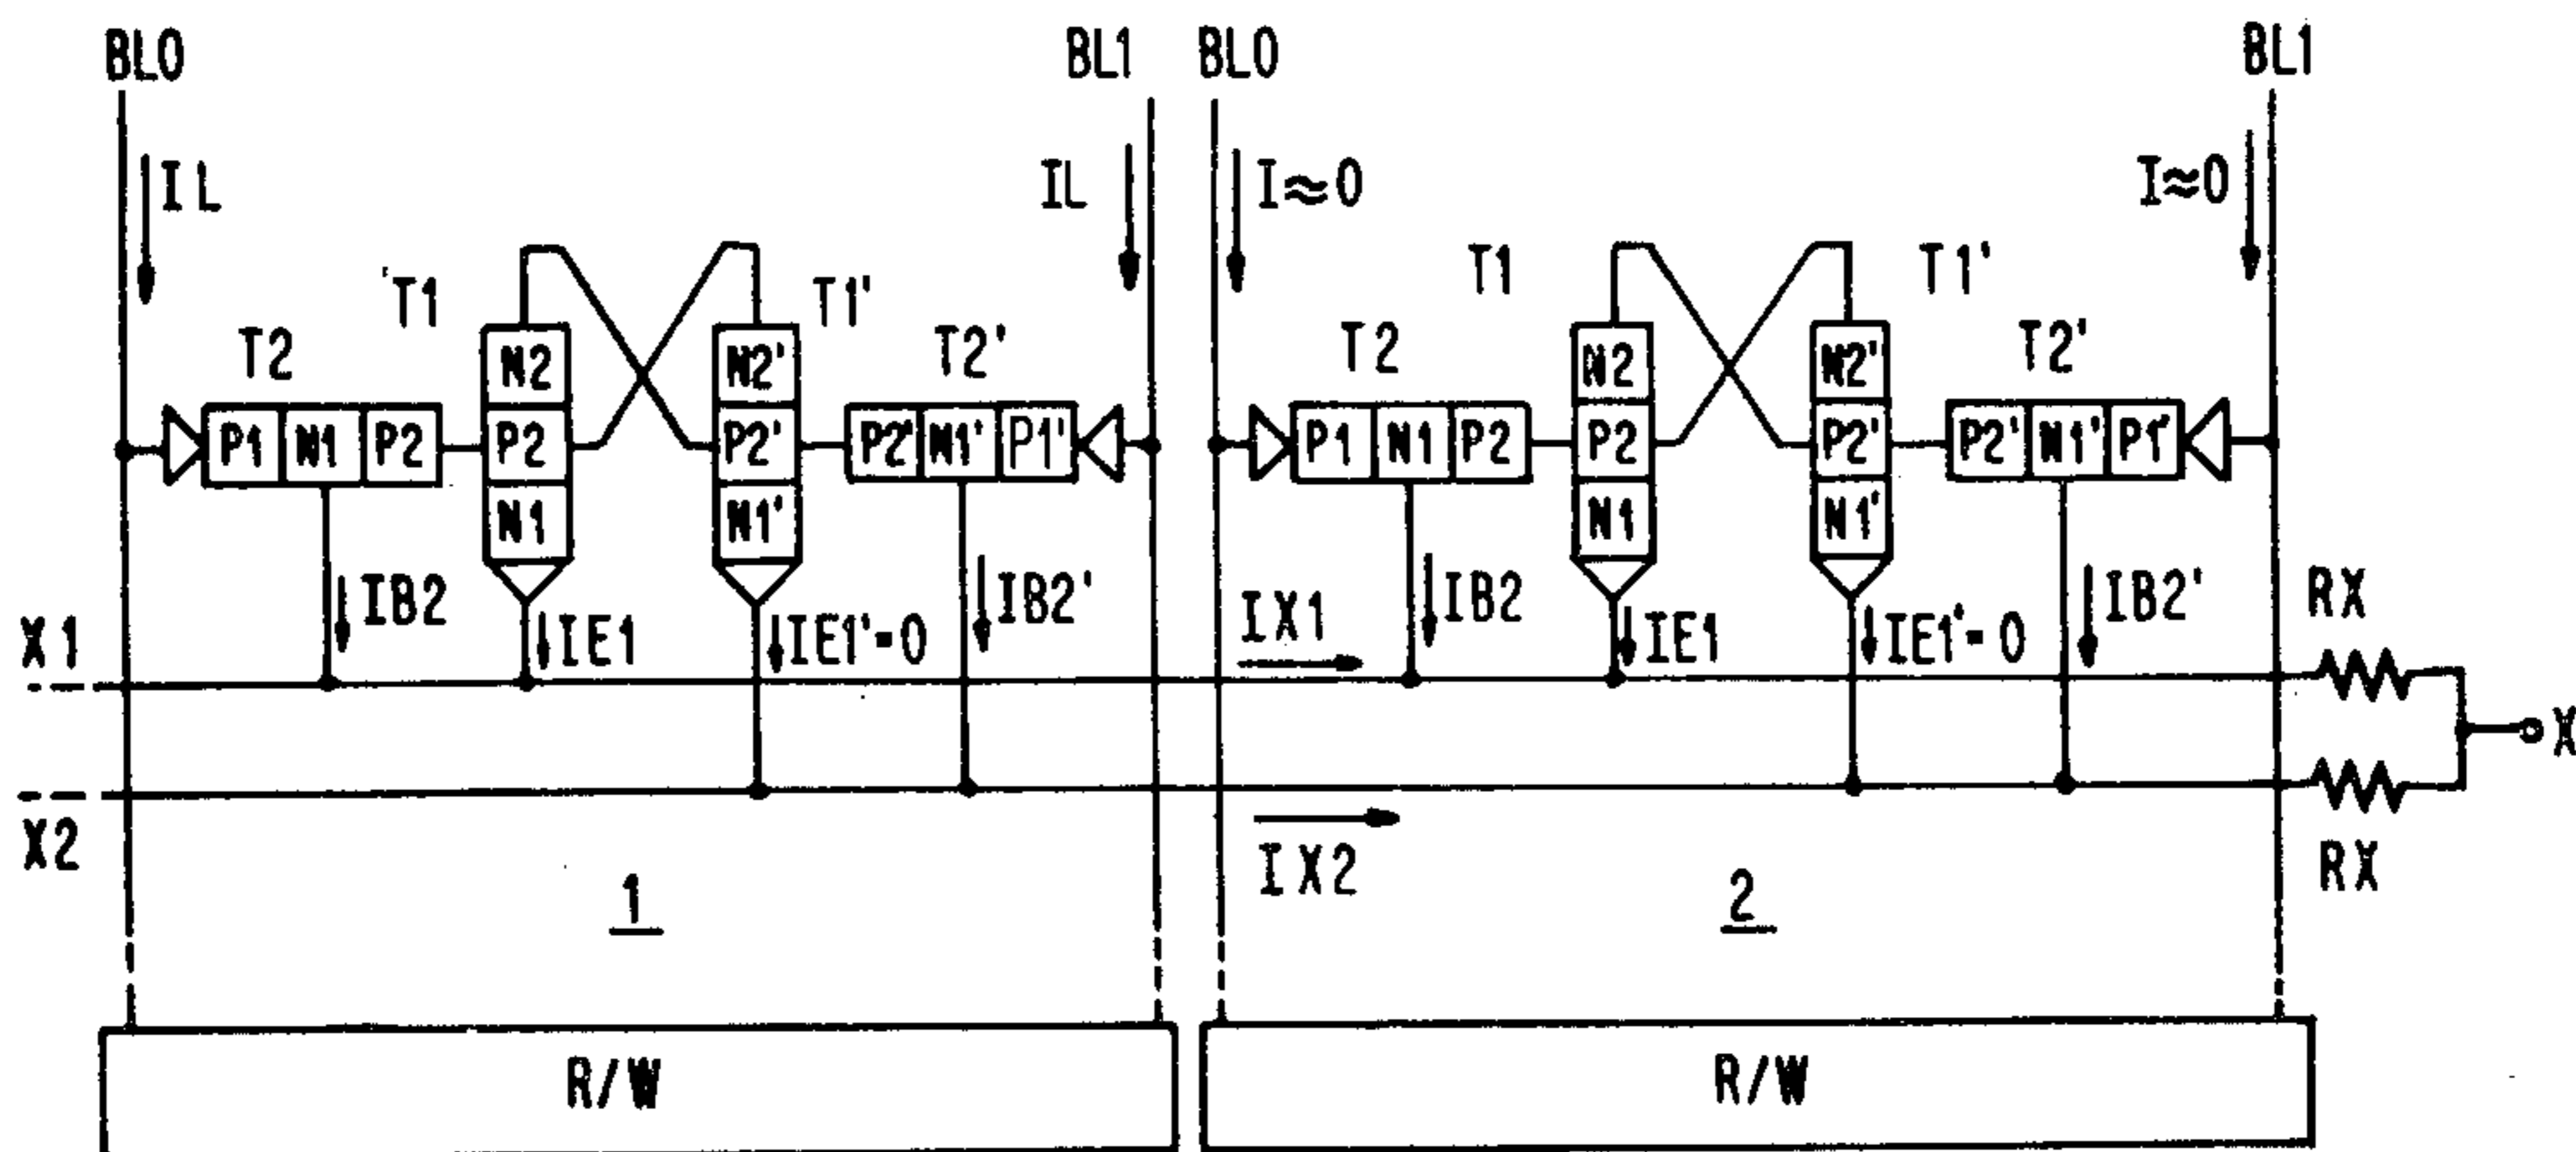 BL0 BL1 BL0 BL1
IL IL I≈0 I≈0
T1 T1' T1 T1'
T2 T2' T2 T2'
N2 N2' N2 N2'
P1 N1 P2 P2 P2' P2' N1' P1' P1 N1 P2 P2 P2' P2' N1' P1'
N1 N1' N1 N1'
IB2 IB2' IB2 IB2' RX
X1 IE1 IE1'=0 IX1 IE1 IE1'=0
X
X2 IX2 RX
1 2
R/W R/W